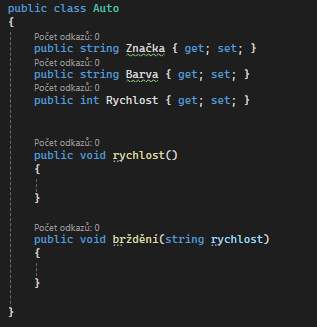 public class Auto
{
Počet odkazů: 0
public string Značka { get; set; }
Počet odkazů: 0
public string Barva { get; set; }
Počet odkazů: 0
public int Rychlost { get; set; }
Počet odkazů: 0
public void rychlost()
{
}
Počet odkazů: 0
public void brždění(string rychlost)
{
}
}